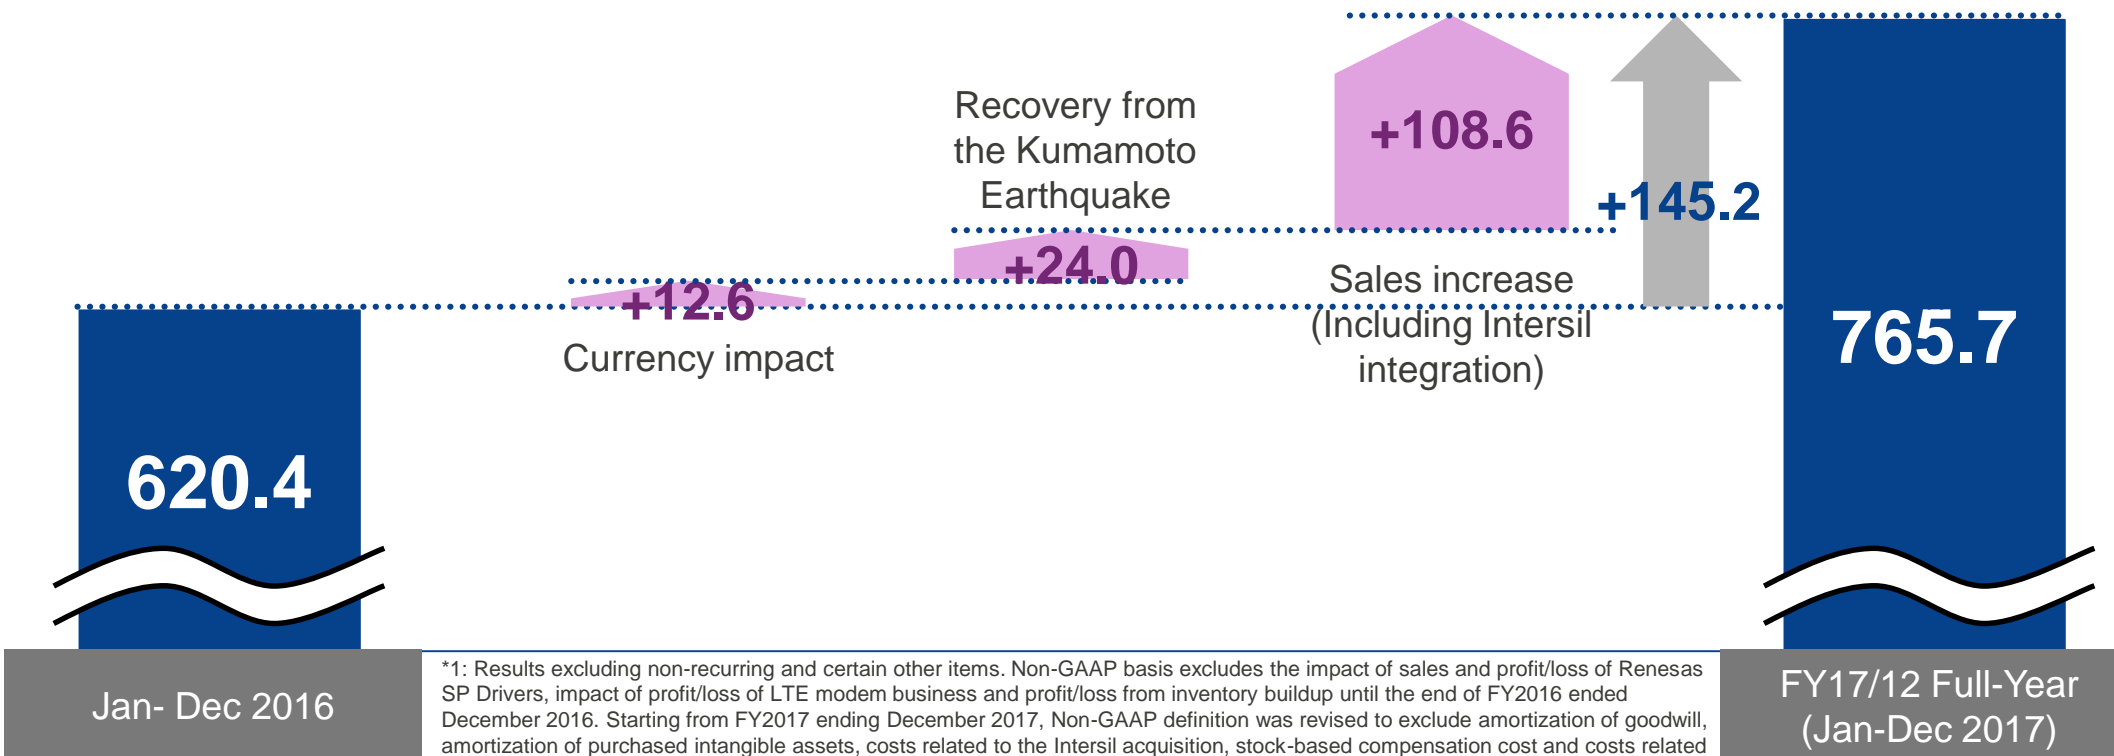 Recovery from
the Kumamoto
Earthquake
+108.6
+145.2
+24.0
+12.6
Sales increase
(Including Intersil
integration)
Currency impact
765.7
620.4
Jan- Dec 2016
*1: Results excluding non-recurring and certain other items. Non-GAAP basis excludes the impact of sales and profit/loss of Renesas
SP Drivers, impact of profit/loss of LTE modem business and profit/loss from inventory buildup until the end of FY2016 ended
December 2016. Starting from FY2017 ending December 2017, Non-GAAP definition was revised to exclude amortization of goodwill,
amortization of purchased intangible assets, costs related to the Intersil acquisition, stock-based compensation cost and costs related
FY17/12 Full-Year
(Jan-Dec 2017)